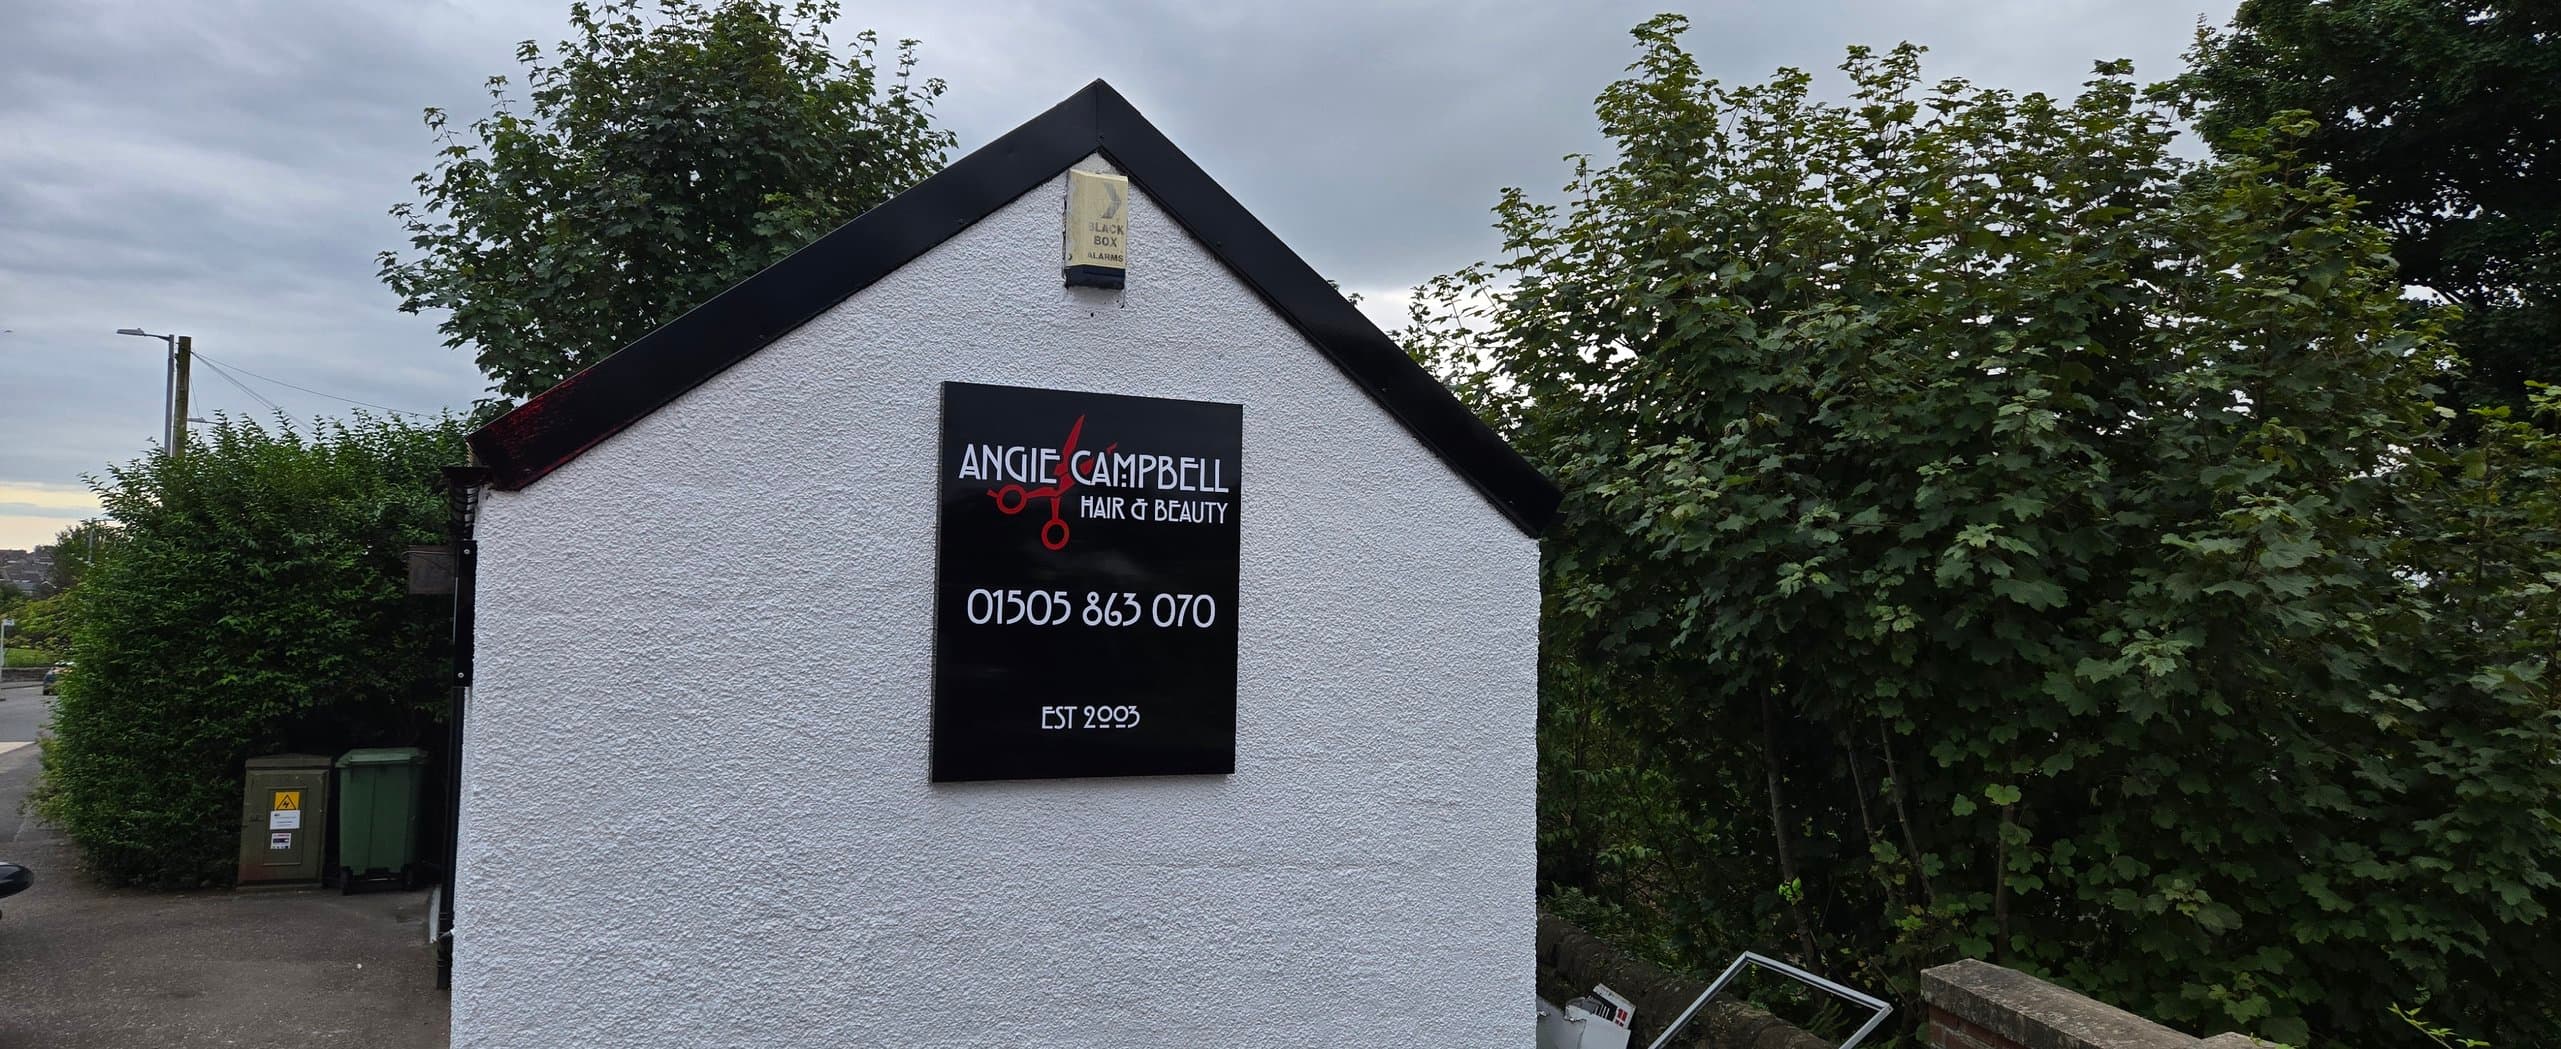 BLACK
BOX
ALARMS
ANGIE CAMPBELL
HAIR & BEAUTY
01505 863 070
EST 2003